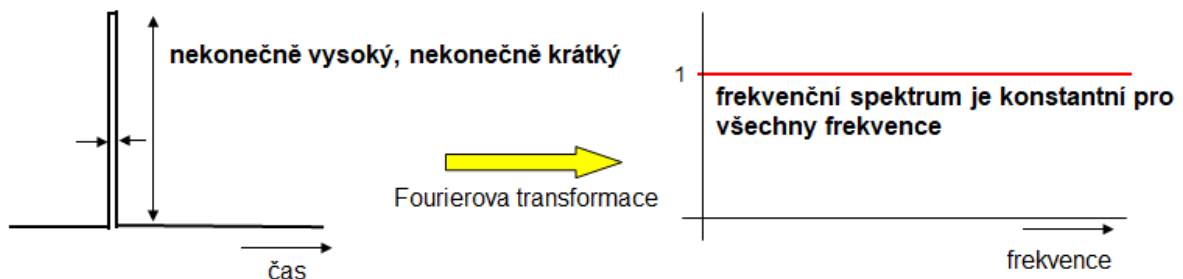 nekonečně vysoký, nekonečně krátký
čas
Fourierova transformace
1
frekvenční spektrum je konstantní pro
všechny frekvence
frekvence